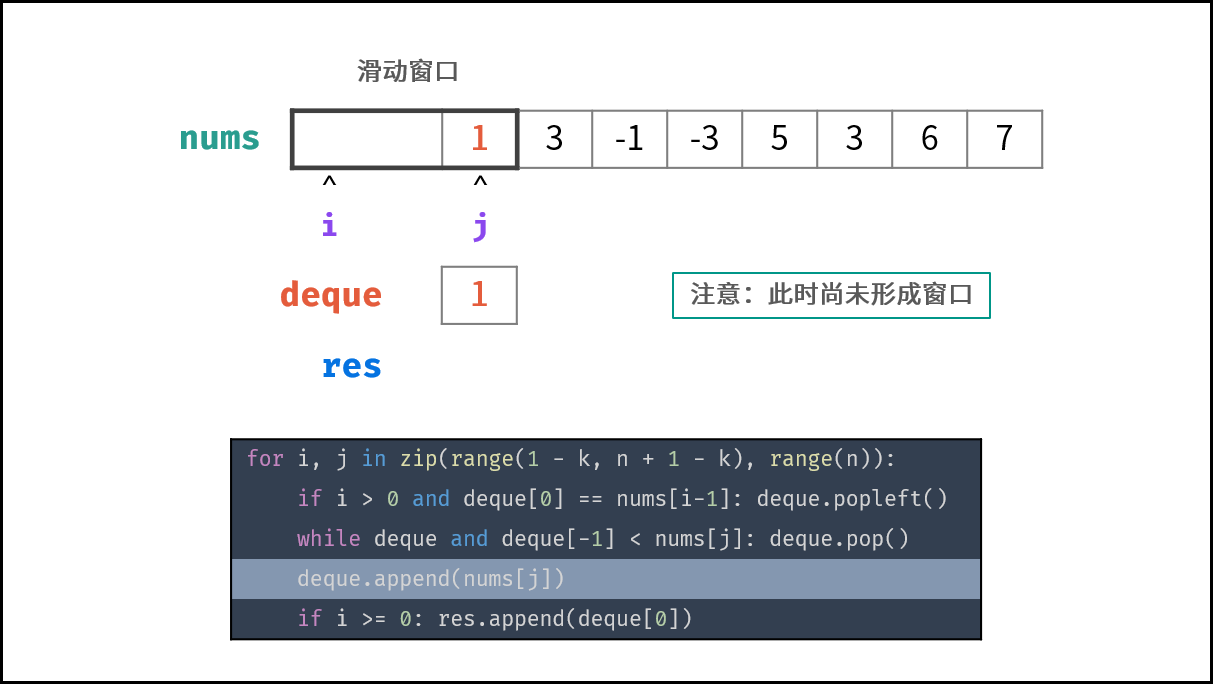 滑动窗口
nums 1 3 -1 -3 5 3 6 7
^ ^
i j
deque 1
注意：此时尚未形成窗口
res
for i, j in zip(range(1 - k, n + 1 - k), range(n)):
    if i > 0 and deque[0] == nums[i-1]: deque.popleft()
    while deque and deque[-1] < nums[j]: deque.pop()
    deque.append(nums[j])
    if i >= 0: res.append(deque[0])